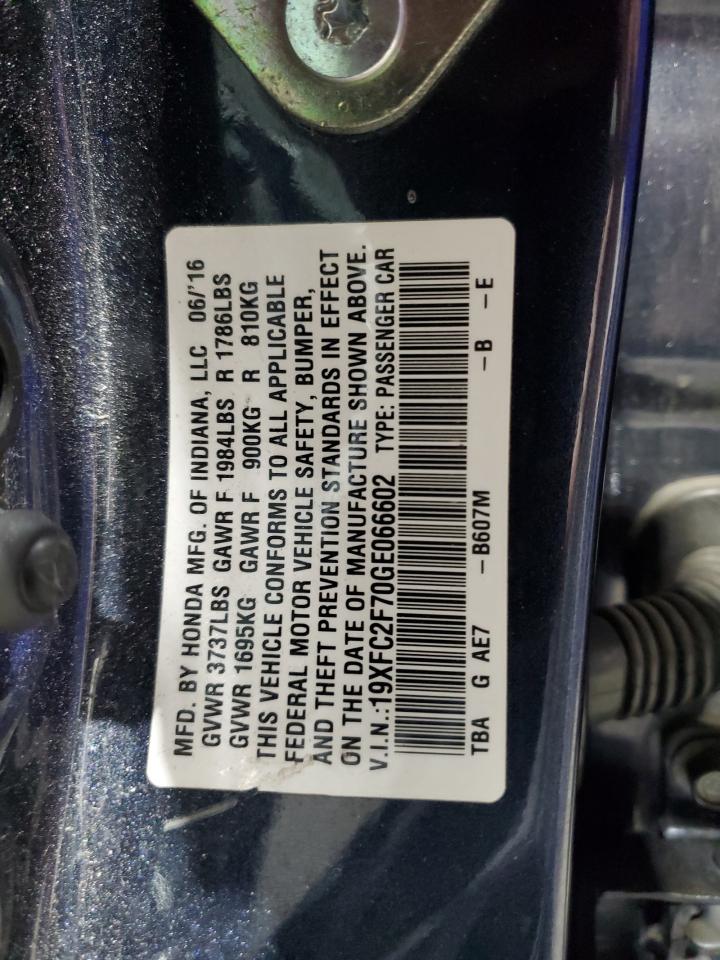 MFD. BY HONDA MFG. OF INDIANA, LLC 06/'16
GVWR 3737LBS GAWR F 1984LBS R 1786LBS
GVWR 1695KG GAWR F 900KG R 810KG
THIS VEHICLE CONFORMS TO ALL APPLICABLE
FEDERAL MOTOR VEHICLE SAFETY, BUMPER,
AND THEFT PREVENTION STANDARDS IN EFFECT
ON THE DATE OF MANUFACTURE SHOWN ABOVE.
V.I.N.:19XFC2F70GE066602 TYPE: PASSENGER CAR
TBA G AE7 –B607M –B –E